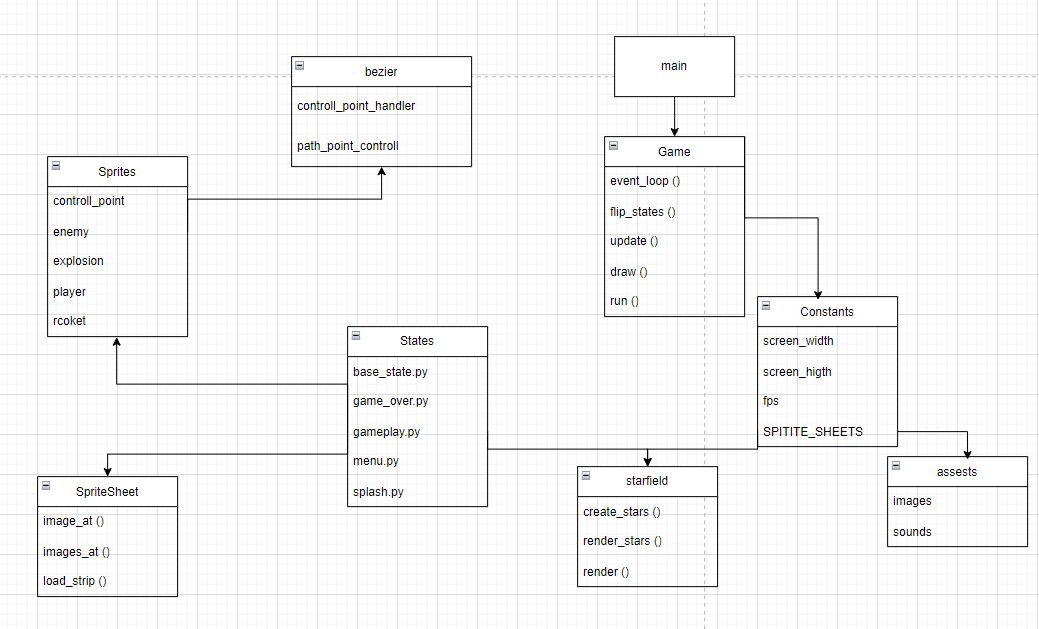 main
bezier
controll_point_handler
path_point_controll
Game
event_loop ()
flip_states ()
update ()
draw ()
run ()
Sprites
controll_point
enemy
explosion
player
rcoket
Constants
screen_width
screen_higth
fps
SPITITE_SHEETS
States
base_state.py
game_over.py
gameplay.py
menu.py
splash.py
assests
images
sounds
starfield
create_stars ()
render_stars ()
render ()
SpriteSheet
image_at ()
images_at ()
load_strip ()